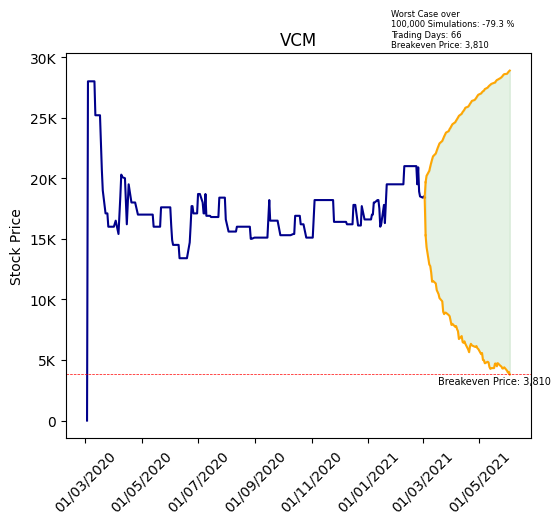 Worst Case over
100,000 Simulations: -79.3 %
Trading Days: 66
Breakeven Price: 3,810
VCM
30K
25K
20K
15K
10K
5K
0
Stock Price
Breakeven Price: 3,810
01/03/2020
01/05/2020
01/07/2020
01/09/2020
01/11/2020
01/01/2021
01/03/2021
01/05/2021